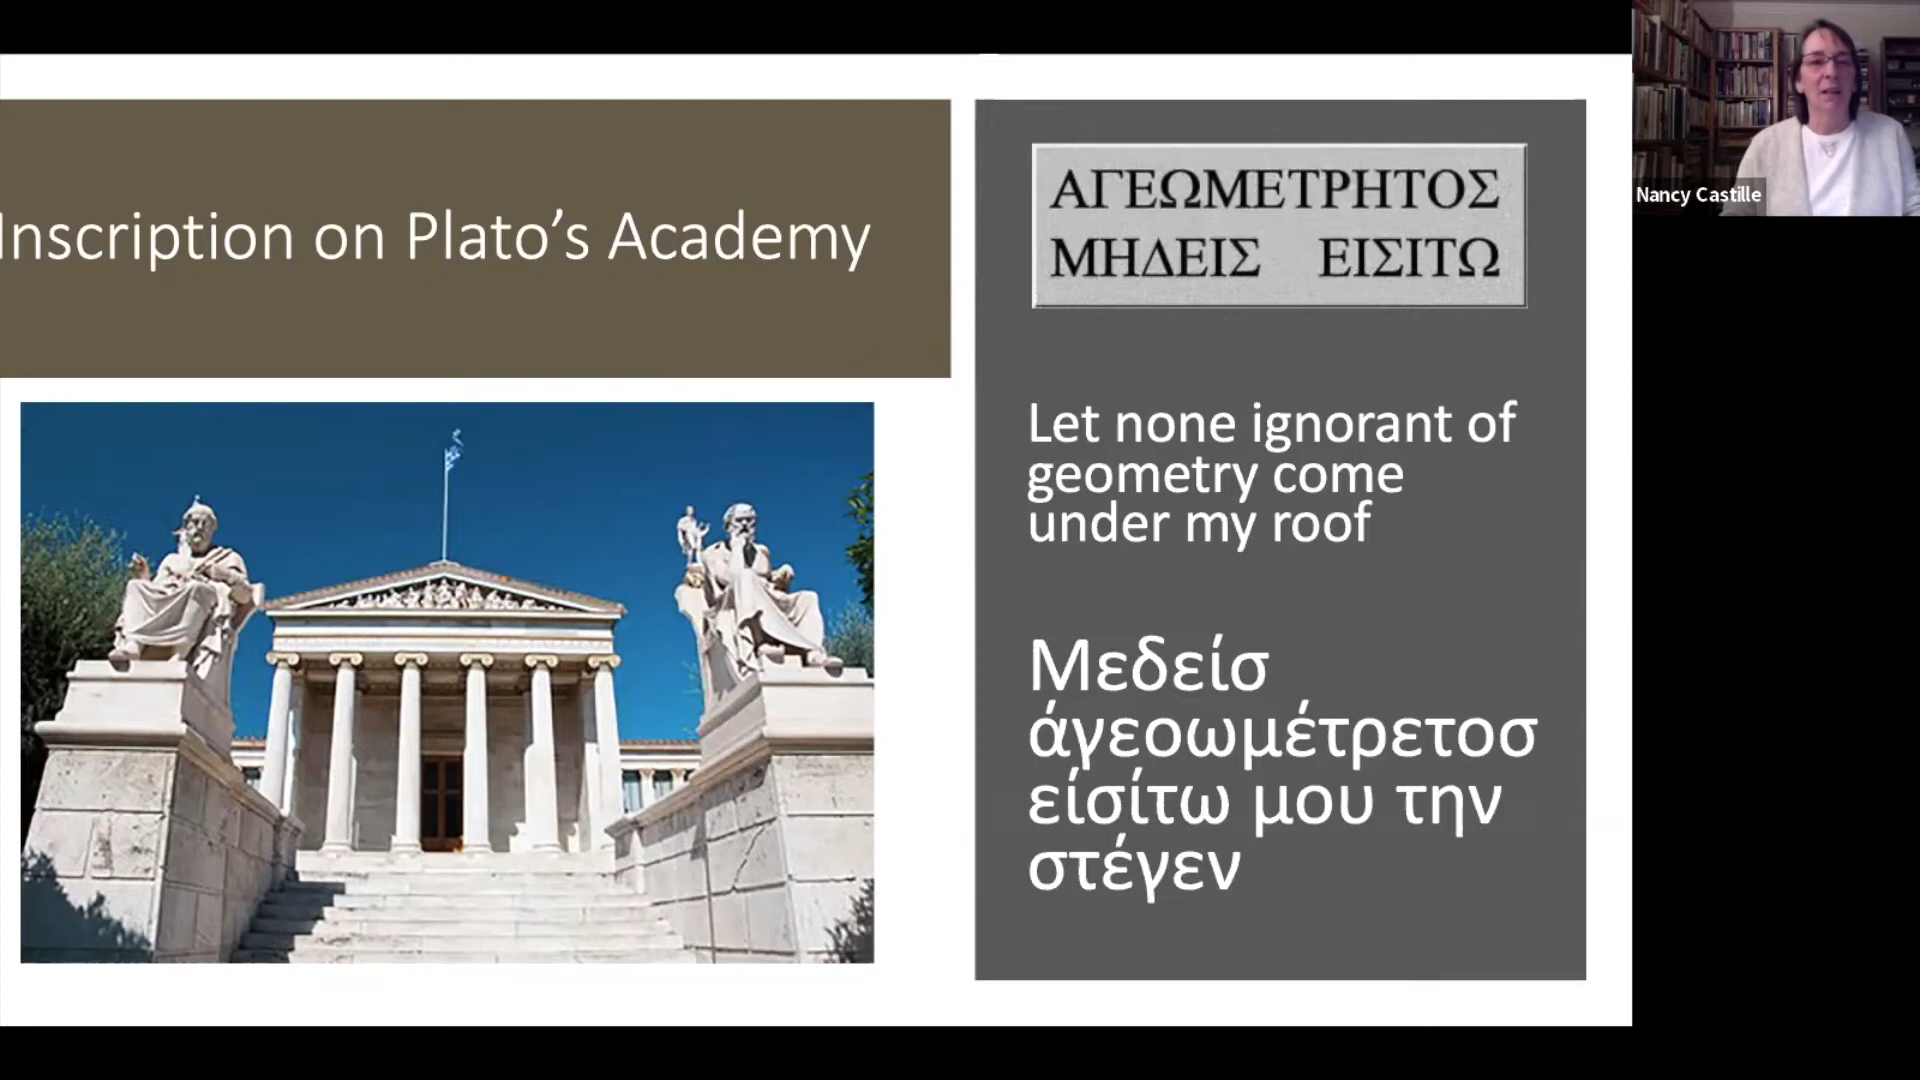 Inscription on Plato’s Academy
ΑΓΕΩΜΕΤΡΗΤΟΣ
ΜΗΔΕΙΣ ΕΙΣΙΤΩ
Let none ignorant of
geometry come
under my roof
Μεδείσ
άγεοωμέτρετοσ
είσίτω μου την
στέγεν
Nancy Castille